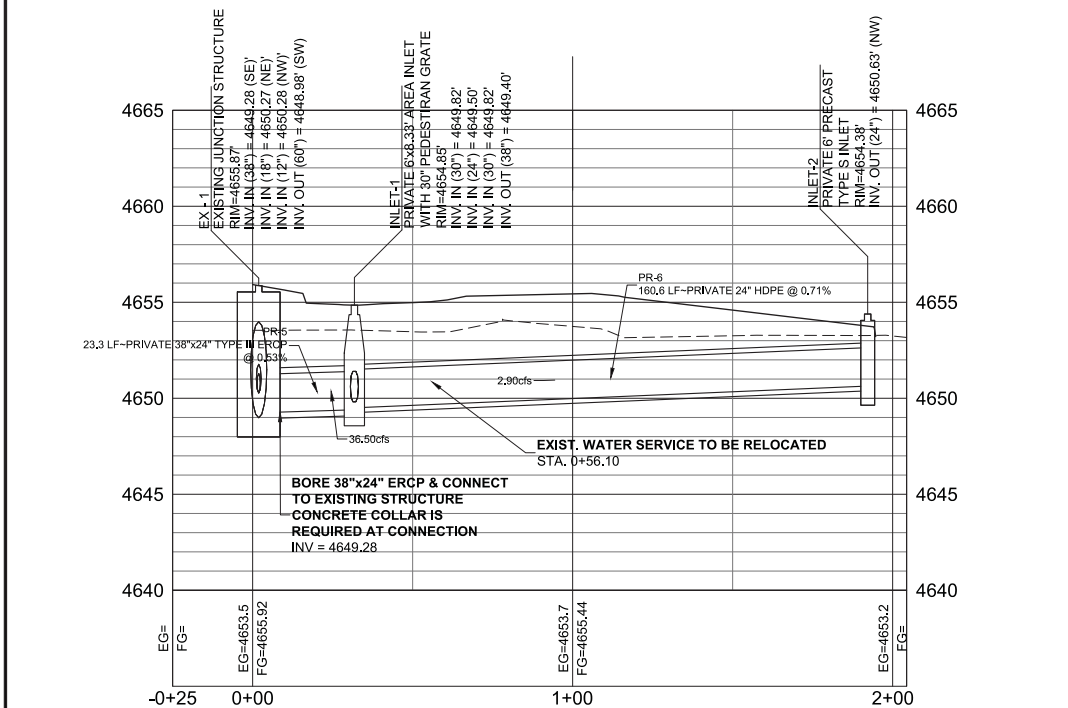 EX - 1
EXISTING JUNCTION STRUCTURE
RIM=4655.87'
INV. IN (38") = 4649.28 (SE)'
INV. IN (18") = 4650.27 (NE)'
INV. IN (12") = 4650.28 (NW)'
INV. OUT (60") = 4648.98' (SW)
INLET-1
PRIVATE 6'x8.33' AREA INLET
WITH 30" PEDESTIRAN GRATE
RIM=4654.85'
INV. IN (30") = 4649.82'
INV. IN (24") = 4649.50'
INV. IN (30") = 4649.82'
INV. OUT (38") = 4649.40'
INLET-2
PRIVATE 6' PRECAST
TYPE S INLET
RIM=4654.38'
INV. OUT (24") = 4650.63' (NW)
4665
4665
4660
4660
4655
4655
4650
4650
4645
4645
4640
4640
PR-6
160.6 LF~PRIVATE 24" HDPE @ 0.71%
PR-5
23.3 LF~PRIVATE 38"x24" TYPE III ERCP
@ 0.53%
2.90cfs
36.50cfs
EXIST. WATER SERVICE TO BE RELOCATED
STA. 0+56.10
BORE 38"x24" ERCP & CONNECT
TO EXISTING STRUCTURE
CONCRETE COLLAR IS
REQUIRED AT CONNECTION
INV = 4649.28
EG=
FG=
EG=4653.5
FG=4655.92
EG=4653.7
FG=4655.44
EG=4653.2
FG=
-0+25
0+00
1+00
2+00